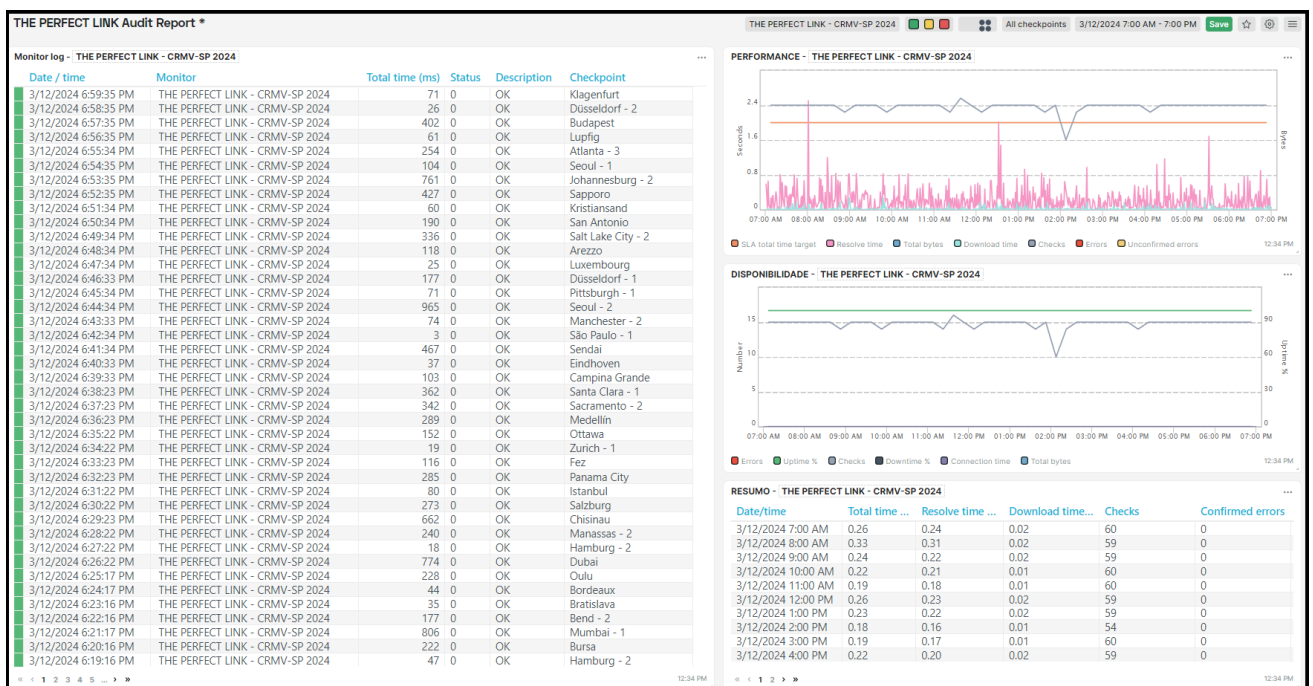 THE PERFECT LINK Audit Report *
THE PERFECT LINK - CRMV-SP 2024 All checkpoints 3/12/2024 7:00 AM - 7:00 PM Save
Monitor log - THE PERFECT LINK - CRMV-SP 2024 ...
Date / time Monitor Total time (ms) Status Description Checkpoint
3/12/2024 6:59:35 PM THE PERFECT LINK - CRMV-SP 2024 71 0 OK Klagenfurt
3/12/2024 6:58:35 PM THE PERFECT LINK - CRMV-SP 2024 26 0 OK Düsseldorf - 2
3/12/2024 6:57:35 PM THE PERFECT LINK - CRMV-SP 2024 402 0 OK Budapest
3/12/2024 6:56:35 PM THE PERFECT LINK - CRMV-SP 2024 61 0 OK Lupfig
3/12/2024 6:55:34 PM THE PERFECT LINK - CRMV-SP 2024 254 0 OK Atlanta - 3
3/12/2024 6:54:35 PM THE PERFECT LINK - CRMV-SP 2024 104 0 OK Seoul - 1
3/12/2024 6:53:35 PM THE PERFECT LINK - CRMV-SP 2024 761 0 OK Johannesburg - 2
3/12/2024 6:52:35 PM THE PERFECT LINK - CRMV-SP 2024 427 0 OK Sapporo
3/12/2024 6:51:34 PM THE PERFECT LINK - CRMV-SP 2024 60 0 OK Kristiansand
3/12/2024 6:50:34 PM THE PERFECT LINK - CRMV-SP 2024 190 0 OK San Antonio
3/12/2024 6:49:34 PM THE PERFECT LINK - CRMV-SP 2024 336 0 OK Salt Lake City - 2
3/12/2024 6:48:34 PM THE PERFECT LINK - CRMV-SP 2024 118 0 OK Arezzo
3/12/2024 6:47:34 PM THE PERFECT LINK - CRMV-SP 2024 25 0 OK Luxembourg
3/12/2024 6:46:33 PM THE PERFECT LINK - CRMV-SP 2024 177 0 OK Düsseldorf - 1
3/12/2024 6:45:34 PM THE PERFECT LINK - CRMV-SP 2024 71 0 OK Pittsburgh - 1
3/12/2024 6:44:34 PM THE PERFECT LINK - CRMV-SP 2024 965 0 OK Seoul - 2
3/12/2024 6:43:33 PM THE PERFECT LINK - CRMV-SP 2024 74 0 OK Manchester - 2
3/12/2024 6:42:34 PM THE PERFECT LINK - CRMV-SP 2024 3 0 OK São Paulo - 1
3/12/2024 6:41:34 PM THE PERFECT LINK - CRMV-SP 2024 467 0 OK Sendai
3/12/2024 6:40:33 PM THE PERFECT LINK - CRMV-SP 2024 37 0 OK Eindhoven
3/12/2024 6:39:33 PM THE PERFECT LINK - CRMV-SP 2024 103 0 OK Campina Grande
3/12/2024 6:38:23 PM THE PERFECT LINK - CRMV-SP 2024 362 0 OK Santa Clara - 1
3/12/2024 6:37:23 PM THE PERFECT LINK - CRMV-SP 2024 342 0 OK Sacramento - 2
3/12/2024 6:36:23 PM THE PERFECT LINK - CRMV-SP 2024 289 0 OK Medellín
3/12/2024 6:35:22 PM THE PERFECT LINK - CRMV-SP 2024 152 0 OK Ottawa
3/12/2024 6:34:22 PM THE PERFECT LINK - CRMV-SP 2024 19 0 OK Zurich - 1
3/12/2024 6:33:23 PM THE PERFECT LINK - CRMV-SP 2024 116 0 OK Fez
3/12/2024 6:32:23 PM THE PERFECT LINK - CRMV-SP 2024 285 0 OK Panama City
3/12/2024 6:31:22 PM THE PERFECT LINK - CRMV-SP 2024 80 0 OK Istanbul
3/12/2024 6:30:22 PM THE PERFECT LINK - CRMV-SP 2024 273 0 OK Salzburg
3/12/2024 6:29:23 PM THE PERFECT LINK - CRMV-SP 2024 662 0 OK Chisinau
3/12/2024 6:28:22 PM THE PERFECT LINK - CRMV-SP 2024 240 0 OK Manassas - 2
3/12/2024 6:27:22 PM THE PERFECT LINK - CRMV-SP 2024 18 0 OK Hamburg - 2
3/12/2024 6:26:22 PM THE PERFECT LINK - CRMV-SP 2024 774 0 OK Dubai
3/12/2024 6:25:17 PM THE PERFECT LINK - CRMV-SP 2024 228 0 OK Oulu
3/12/2024 6:24:17 PM THE PERFECT LINK - CRMV-SP 2024 44 0 OK Bordeaux
3/12/2024 6:23:16 PM THE PERFECT LINK - CRMV-SP 2024 35 0 OK Bratislava
3/12/2024 6:22:16 PM THE PERFECT LINK - CRMV-SP 2024 177 0 OK Bend - 2
3/12/2024 6:21:17 PM THE PERFECT LINK - CRMV-SP 2024 806 0 OK Mumbai - 1
3/12/2024 6:20:16 PM THE PERFECT LINK - CRMV-SP 2024 222 0 OK Bursa
3/12/2024 6:19:16 PM THE PERFECT LINK - CRMV-SP 2024 47 0 OK Hamburg - 2
« ‹ 1 2 3 4 5 ... › » 12:34 PM
PERFORMANCE - THE PERFECT LINK - CRMV-SP 2024 ...
2.4
1.6
0.8
0
Seconds
Bytes
07:00 AM 08:00 AM 09:00 AM 10:00 AM 11:00 AM 12:00 PM 01:00 PM 02:00 PM 03:00 PM 04:00 PM 05:00 PM 06:00 PM 07:00 PM
SLA total time target Resolve time Total bytes Download time Checks Errors Unconfirmed errors 12:34 PM
DISPONIBILIDADE - THE PERFECT LINK - CRMV-SP 2024 ...
15 90
10 60
5 30
0 0
Number
Uptime %
07:00 AM 08:00 AM 09:00 AM 10:00 AM 11:00 AM 12:00 PM 01:00 PM 02:00 PM 03:00 PM 04:00 PM 05:00 PM 06:00 PM 07:00 PM
Errors Uptime % Checks Downtime % Connection time Total bytes 12:34 PM
RESUMO - THE PERFECT LINK - CRMV-SP 2024 ...
Date/time Total time ... Resolve time ... Download time... Checks Confirmed errors
3/12/2024 7:00 AM 0.26 0.24 0.02 60 0
3/12/2024 8:00 AM 0.33 0.31 0.02 59 0
3/12/2024 9:00 AM 0.24 0.22 0.02 59 0
3/12/2024 10:00 AM 0.22 0.21 0.01 60 0
3/12/2024 11:00 AM 0.19 0.18 0.01 60 0
3/12/2024 12:00 PM 0.26 0.23 0.02 59 0
3/12/2024 1:00 PM 0.23 0.22 0.02 59 0
3/12/2024 2:00 PM 0.18 0.16 0.01 54 0
3/12/2024 3:00 PM 0.19 0.17 0.01 60 0
3/12/2024 4:00 PM 0.22 0.20 0.02 59 0
« ‹ 1 2 › » 12:34 PM